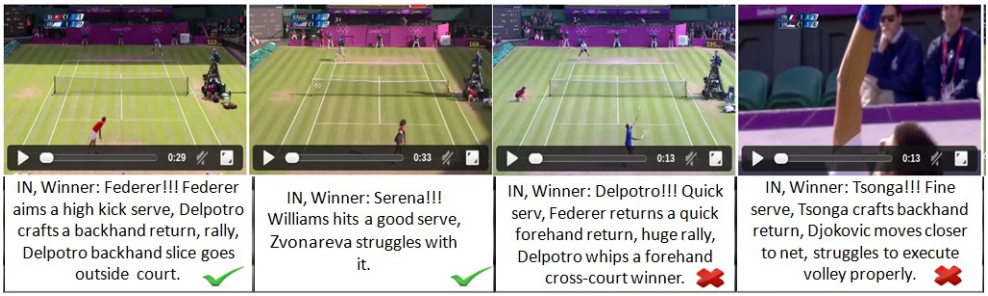 0:29
IN, Winner: Federer!!! Federer
aims a high kick serve, Delpotro
crafts a backhand return, rally,
Delpotro backhand slice goes
outside court.
0:33
IN, Winner: Serena!!!
Williams hits a good serve,
Zvonareva struggles with
it.
0:13
IN, Winner: Delpotro!!! Quick
serv, Federer returns a quick
forehand return, huge rally,
Delpotro whips a forehand
cross-court winner.
0:13
IN, Winner: Tsonga!!! Fine
serve, Tsonga crafts backhand
return, Djokovic moves closer
to net, struggles to execute
volley properly.